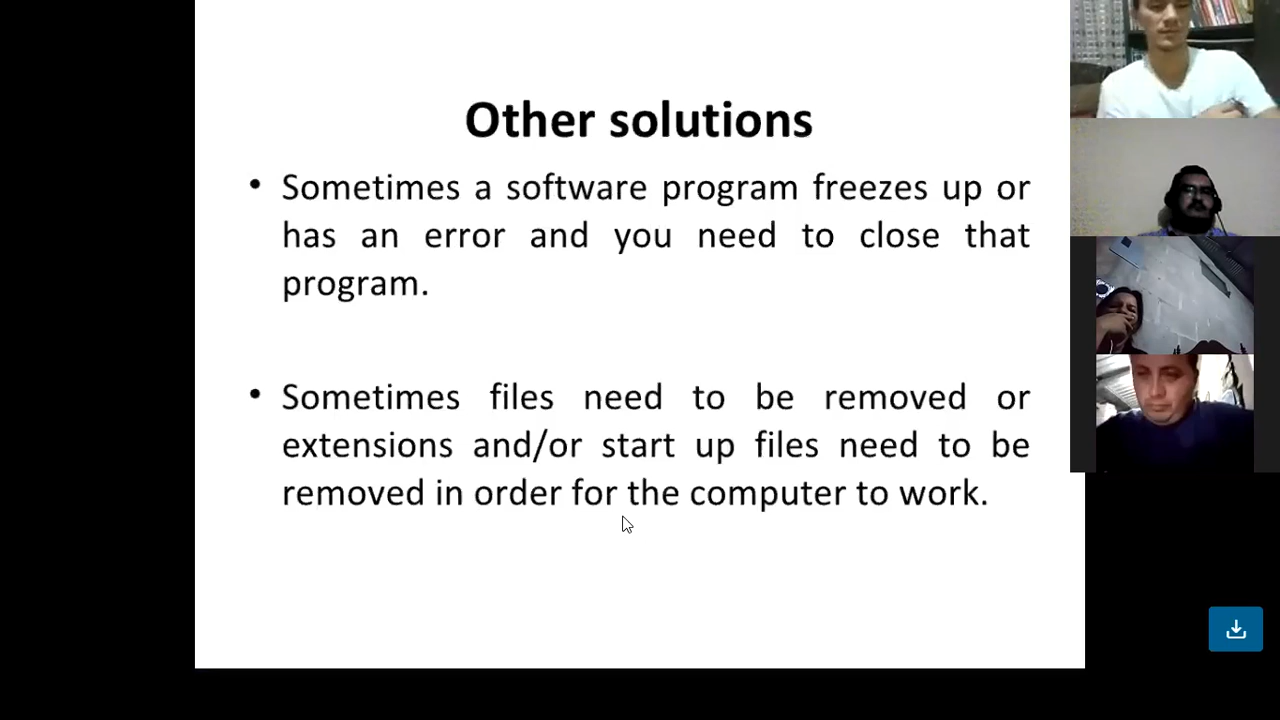 Other solutions
• Sometimes a software program freezes up or
has an error and you need to close that
program.
• Sometimes files need to be removed or
extensions and/or start up files need to be
removed in order for the computer to work.